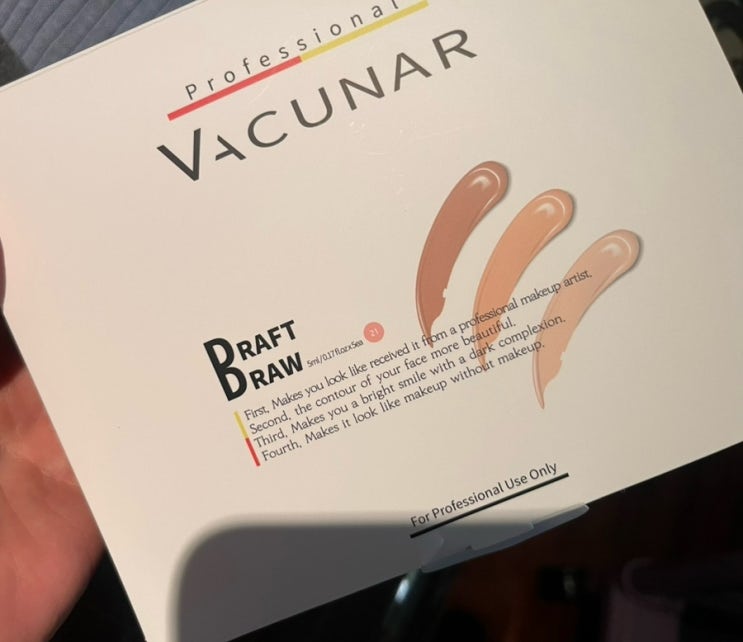 Professional
VACUNAR
DRAFT
DRAW 5ml/0.17fl.ozx5ea 21
First, Makes you look like received it from a professional makeup artist.
Second, the contour of your face more beautiful.
Third, Makes you a bright smile with a dark complexion.
Fourth, Makes it look like makeup without makeup.
For Professional Use Only